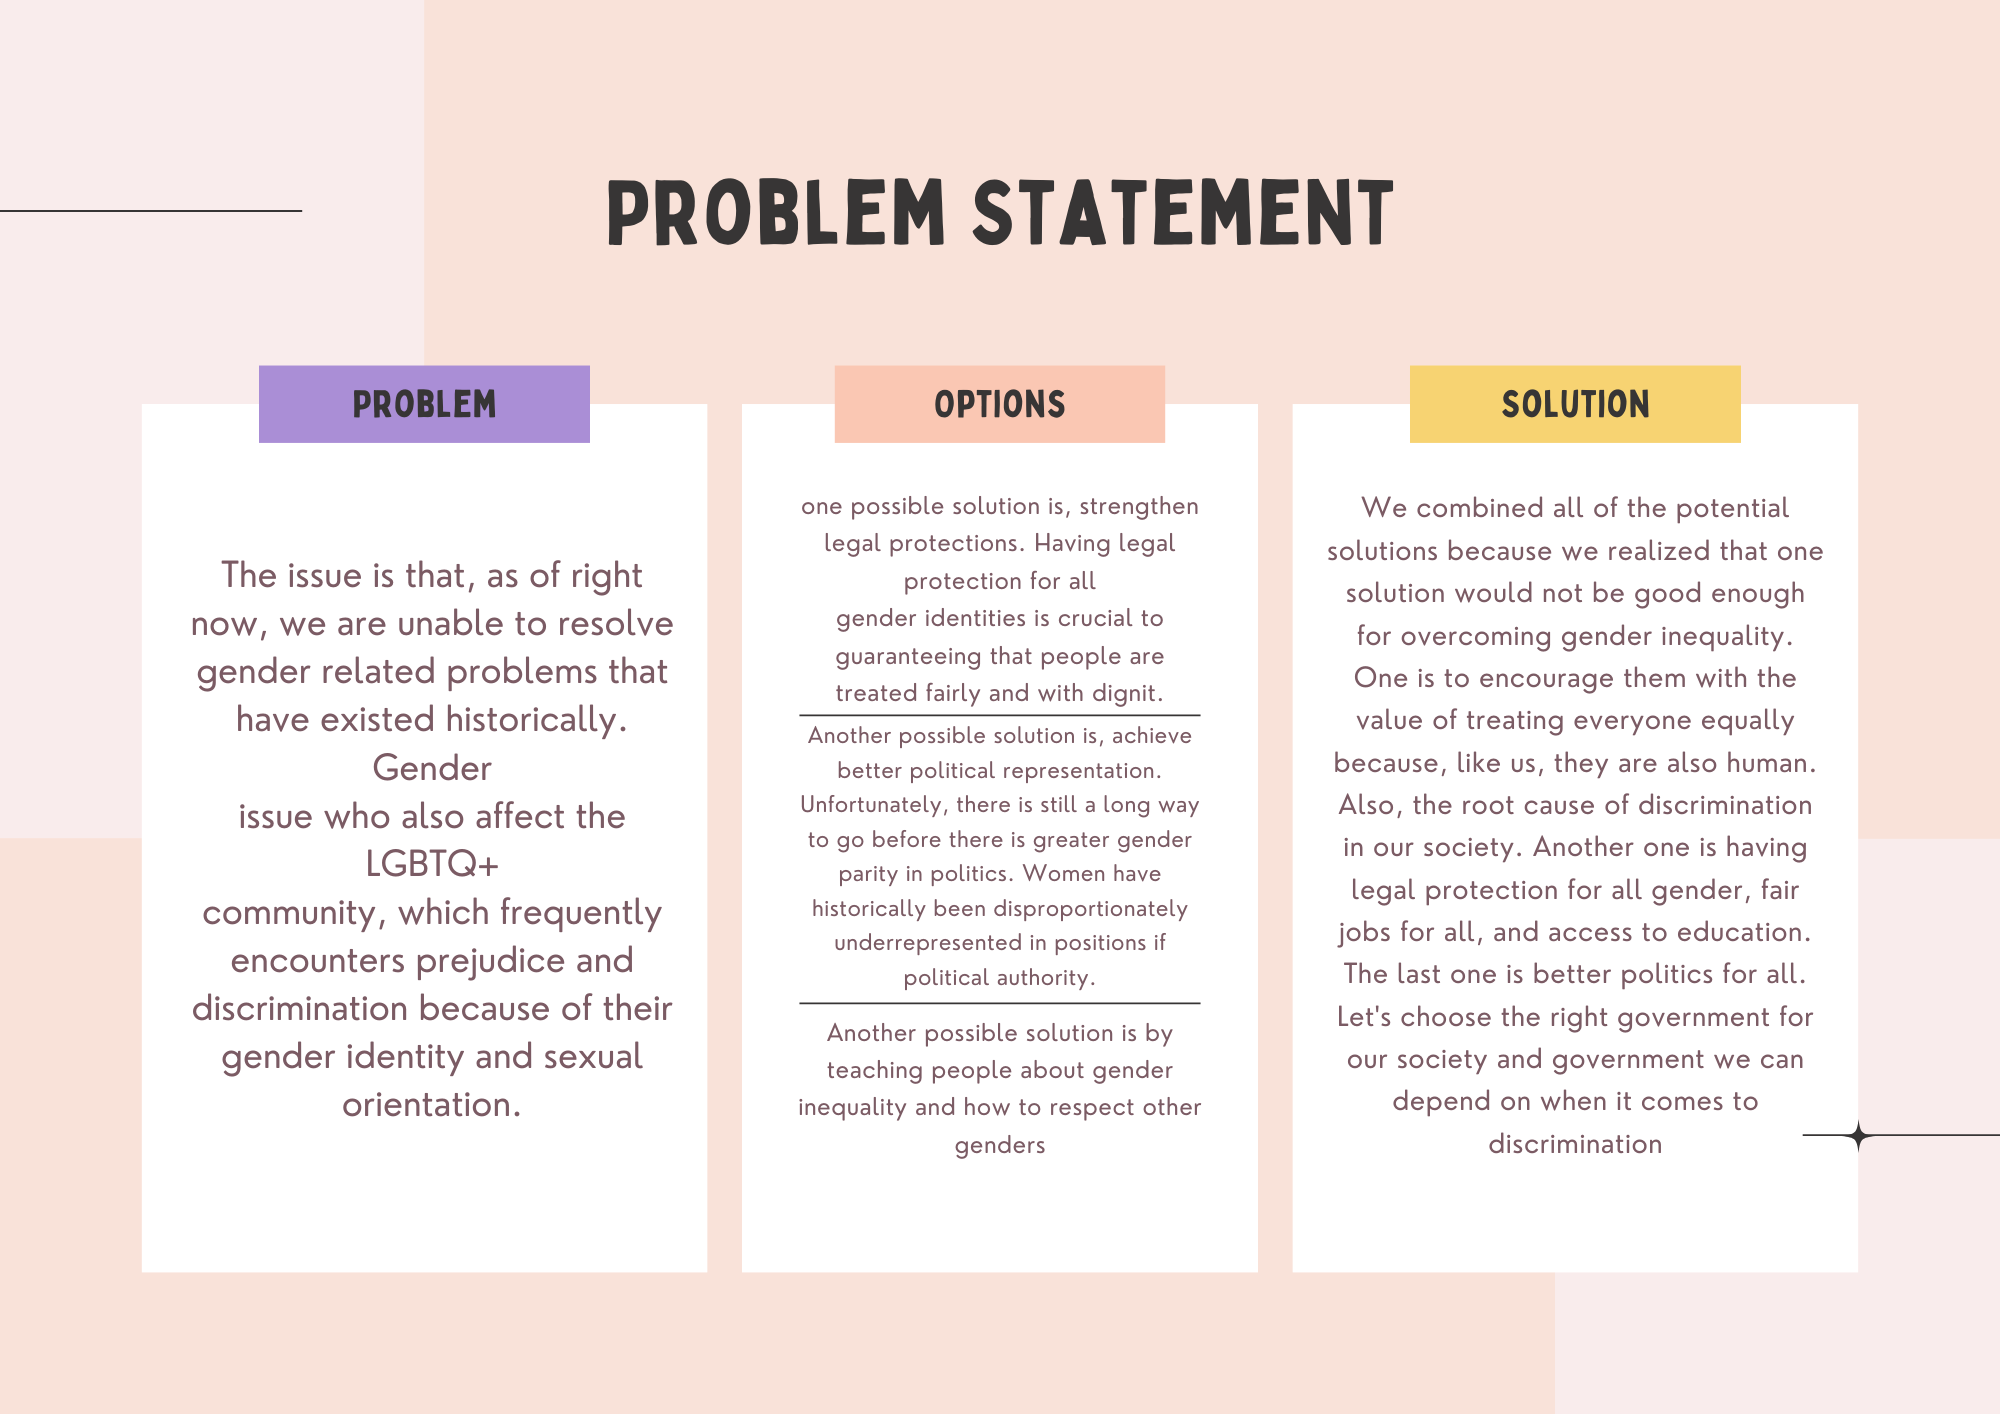 PROBLEM STATEMENT
PROBLEM
The issue is that, as of right
now, we are unable to resolve
gender related problems that
have existed historically.
Gender
issue who also affect the
LGBTQ+
community, which frequently
encounters prejudice and
discrimination because of their
gender identity and sexual
orientation.
OPTIONS
one possible solution is, strengthen
legal protections. Having legal
protection for all
gender identities is crucial to
guaranteeing that people are
treated fairly and with dignit.
Another possible solution is, achieve
better political representation.
Unfortunately, there is still a long way
to go before there is greater gender
parity in politics. Women have
historically been disproportionately
underrepresented in positions if
political authority.
Another possible solution is by
teaching people about gender
inequality and how to respect other
genders
SOLUTION
We combined all of the potential
solutions because we realized that one
solution would not be good enough
for overcoming gender inequality.
One is to encourage them with the
value of treating everyone equally
because, like us, they are also human.
Also, the root cause of discrimination
in our society. Another one is having
legal protection for all gender, fair
jobs for all, and access to education.
The last one is better politics for all.
Let's choose the right government for
our society and government we can
depend on when it comes to
discrimination